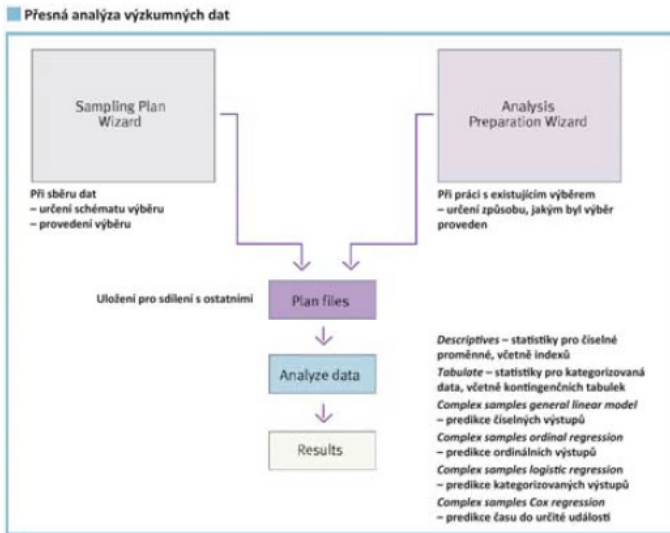 Přesná analýza výzkumných dat
Sampling Plan
Wizard
Analysis
Preparation Wizard
Při sběru dat
– určení schématu výběru
– provedení výběru
Při práci s existujícím výběrem
– určení způsobu, jakým byl výběr
proveden
Uložení pro sdílení s ostatními
Plan files
Analyze data
Results
Descriptives – statistiky pro číselné
proměnné, včetně indexů
Tabulate – statistiky pro kategorizovaná
data, včetně kontingenčních tabulek
Complex samples general linear model
– predikce číselných výstupů
Complex samples ordinal regression
– predikce ordinálních výstupů
Complex samples logistic regression
– predikce kategorizovaných výstupů
Complex samples Cox regression
– predikce času do určité události